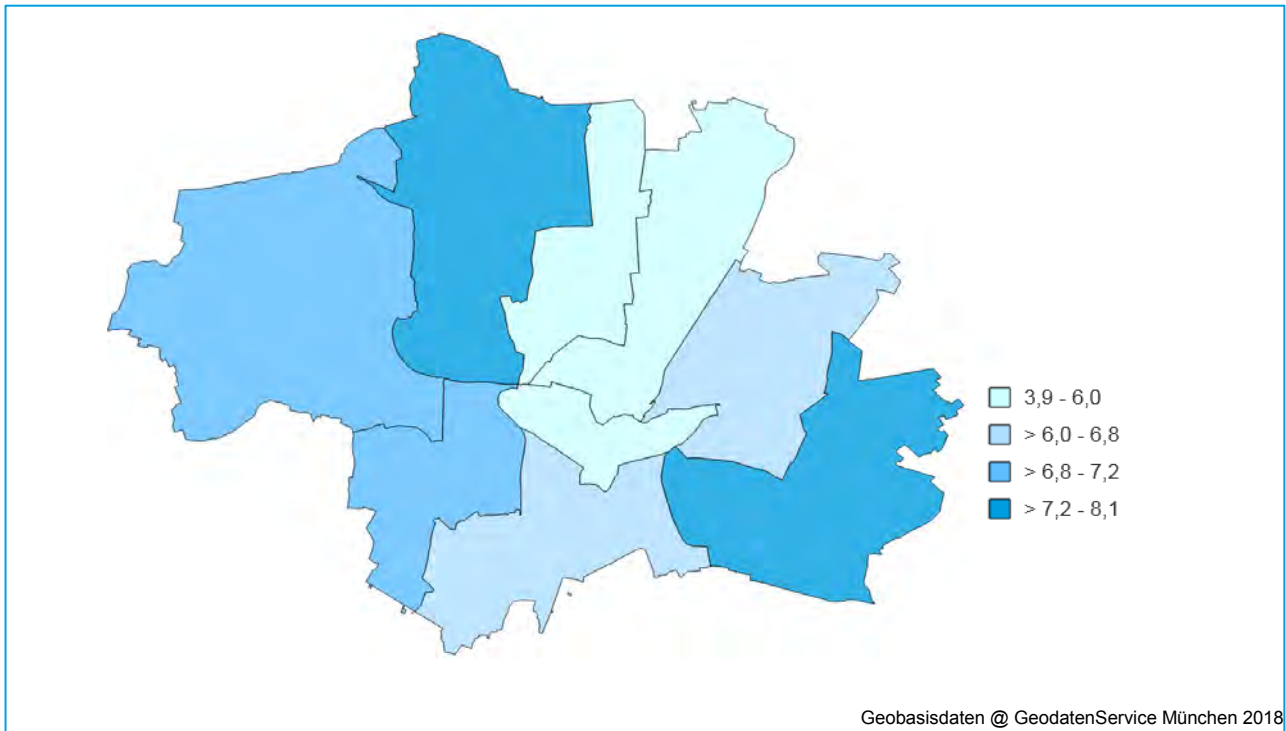 3,9 - 6,0
> 6,0 - 6,8
> 6,8 - 7,2
> 7,2 - 8,1
Geobasisdaten @ GeodatenService München 2018